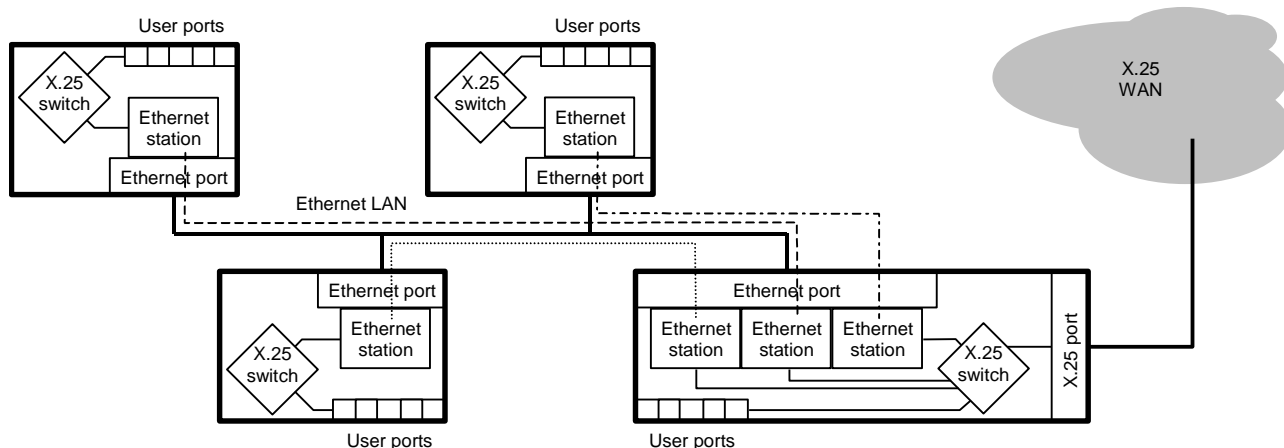 User ports
User ports
X.25
switch
Ethernet
station
Ethernet port
X.25
switch
Ethernet
station
Ethernet port
X.25
WAN
Ethernet LAN
Ethernet port
Ethernet
station
X.25
switch
User ports
Ethernet port
Ethernet
station
Ethernet
station
Ethernet
station
X.25
switch
X.25 port
User ports